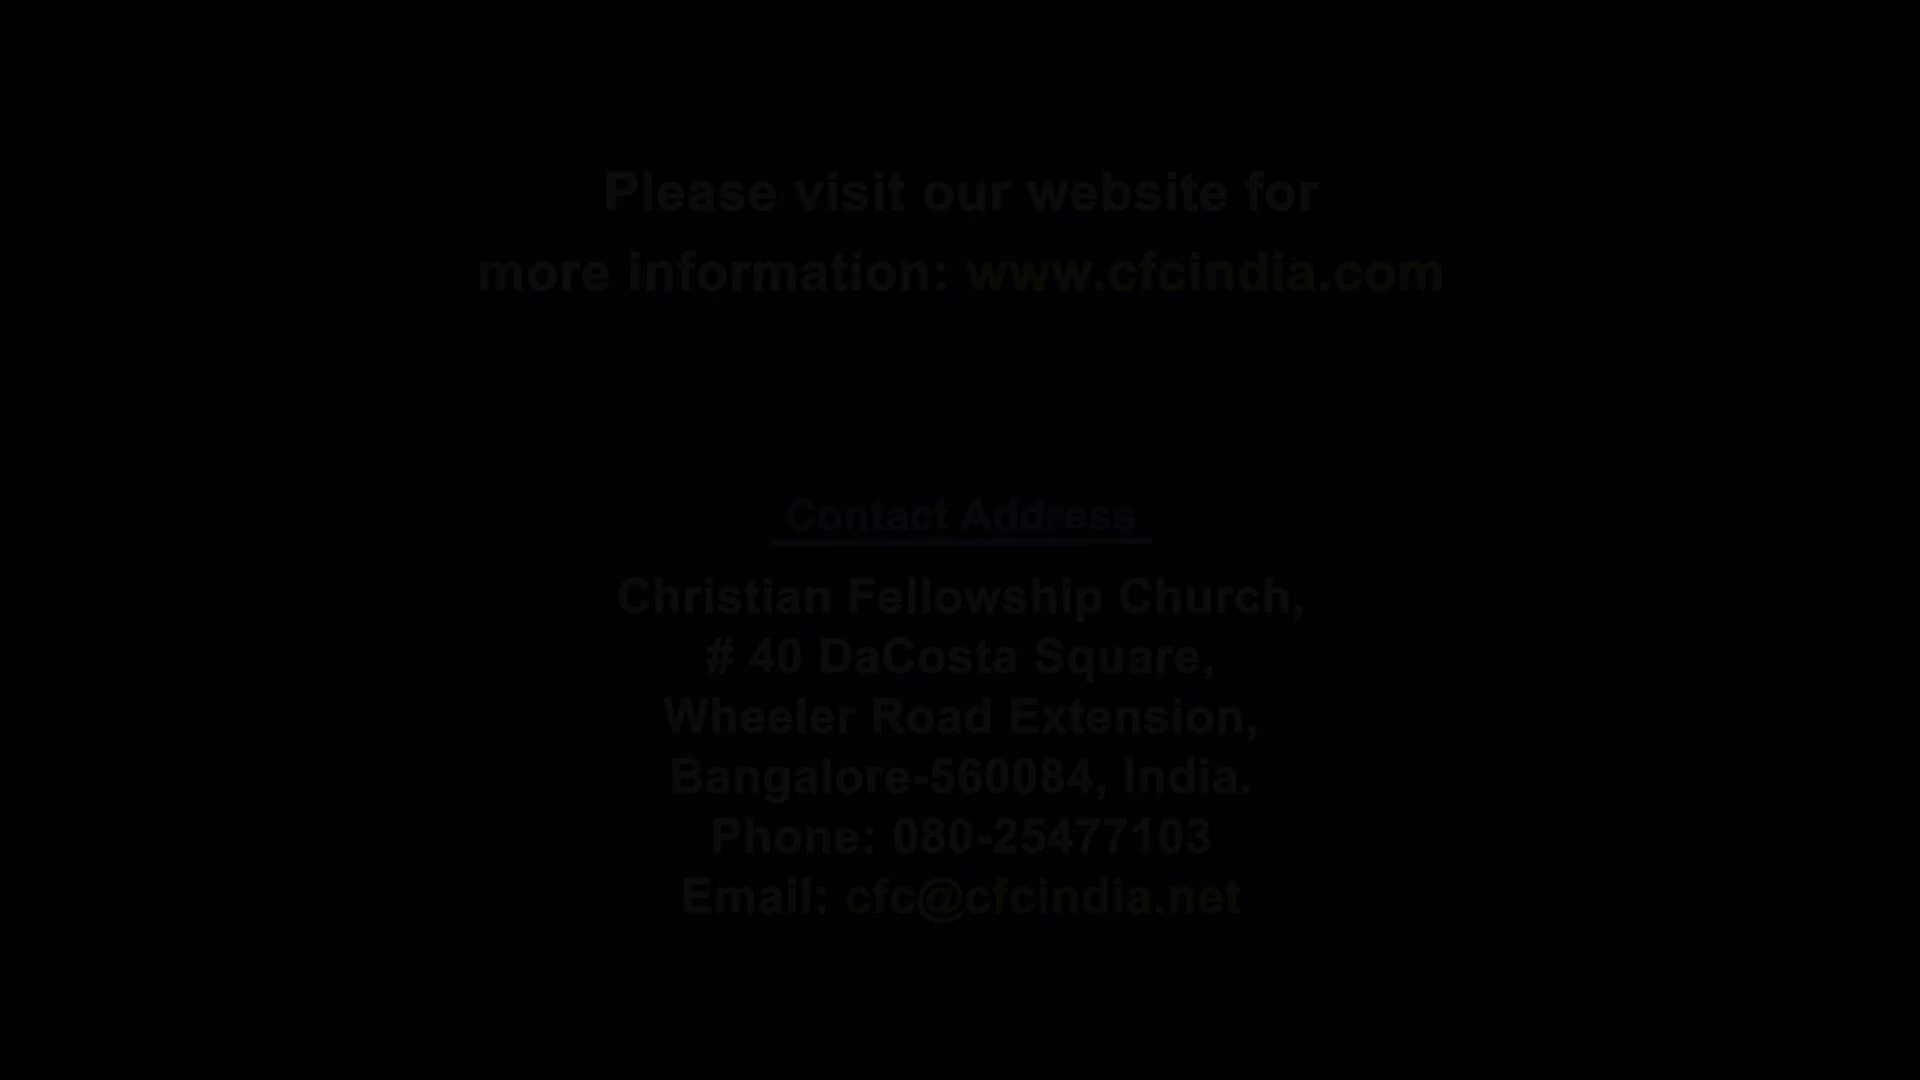 Please visit our website for
more information: www.cfcindia.com
Contact Address
Christian Fellowship Church,
# 40 DaCosta Square,
Wheeler Road Extension,
Bangalore-560084, India.
Phone: 080-25477103
Email: cfc@cfcindia.net